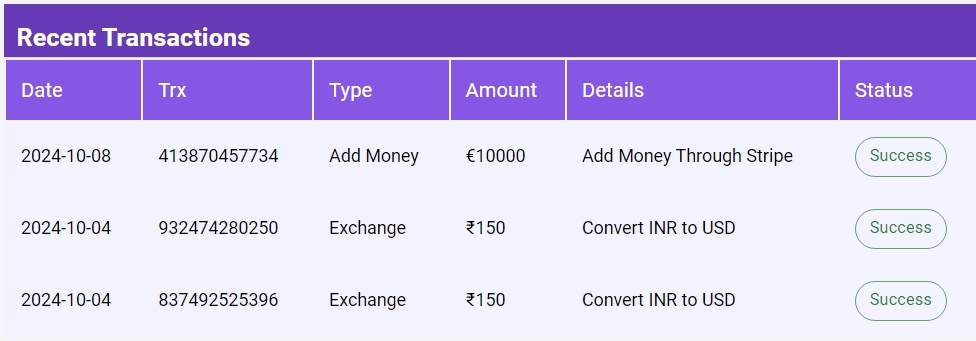 Recent Transactions
Date Trx Type Amount Details Status
2024-10-08 413870457734 Add Money €10000 Add Money Through Stripe Success
2024-10-04 932474280250 Exchange ₹150 Convert INR to USD Success
2024-10-04 837492525396 Exchange ₹150 Convert INR to USD Success